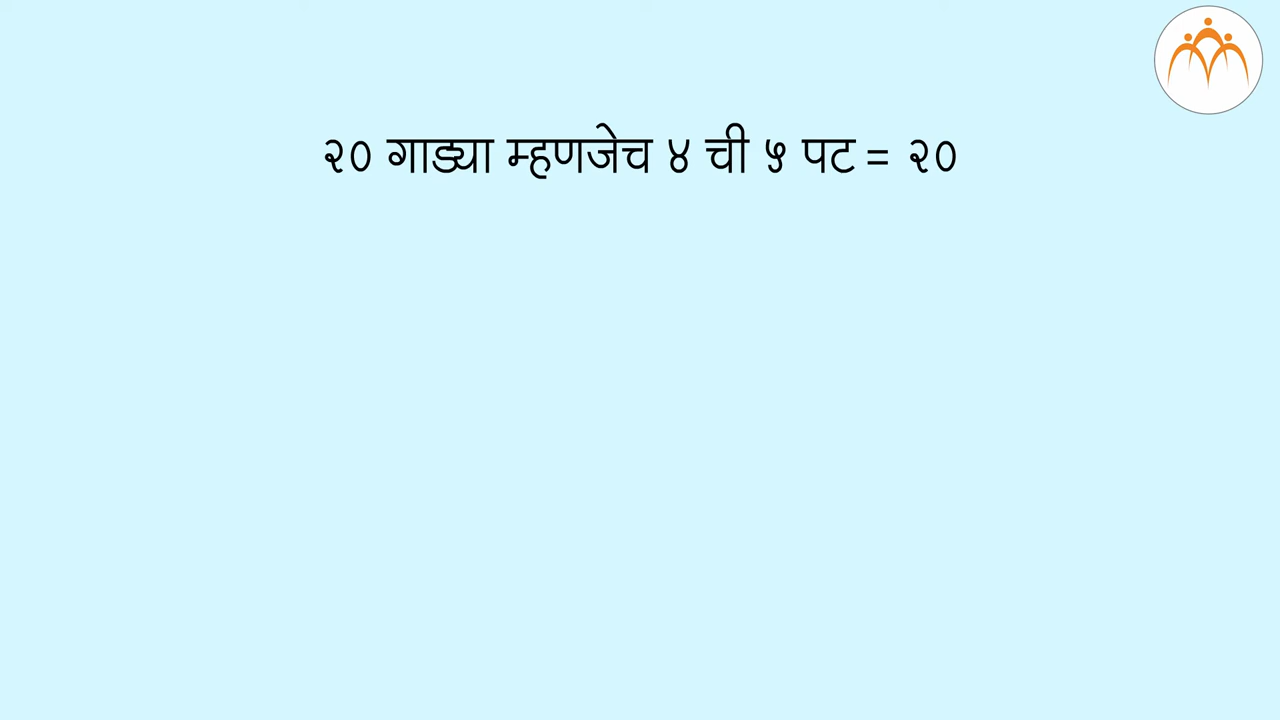 २० गाड्या म्हणजेच ४ ची ५ पट = २०